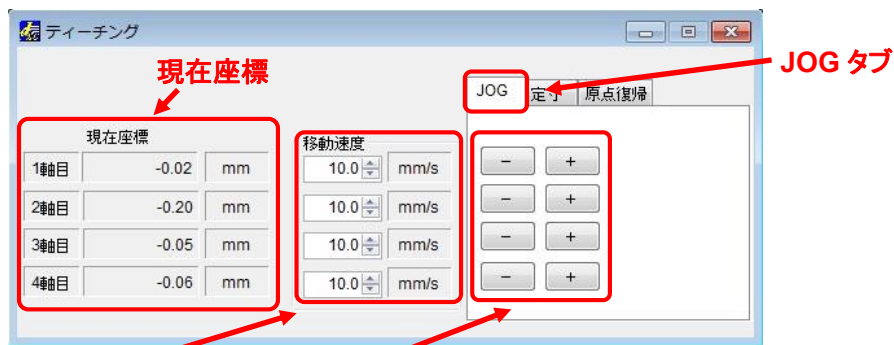 ティーチング
現在座標
JOG タブ
JOG 定寸 原点復帰
現在座標 移動速度
1軸目 -0.02 mm 10.0 mm/s - +
2軸目 -0.20 mm 10.0 mm/s - +
3軸目 -0.05 mm 10.0 mm/s - +
4軸目 -0.06 mm 10.0 mm/s - +